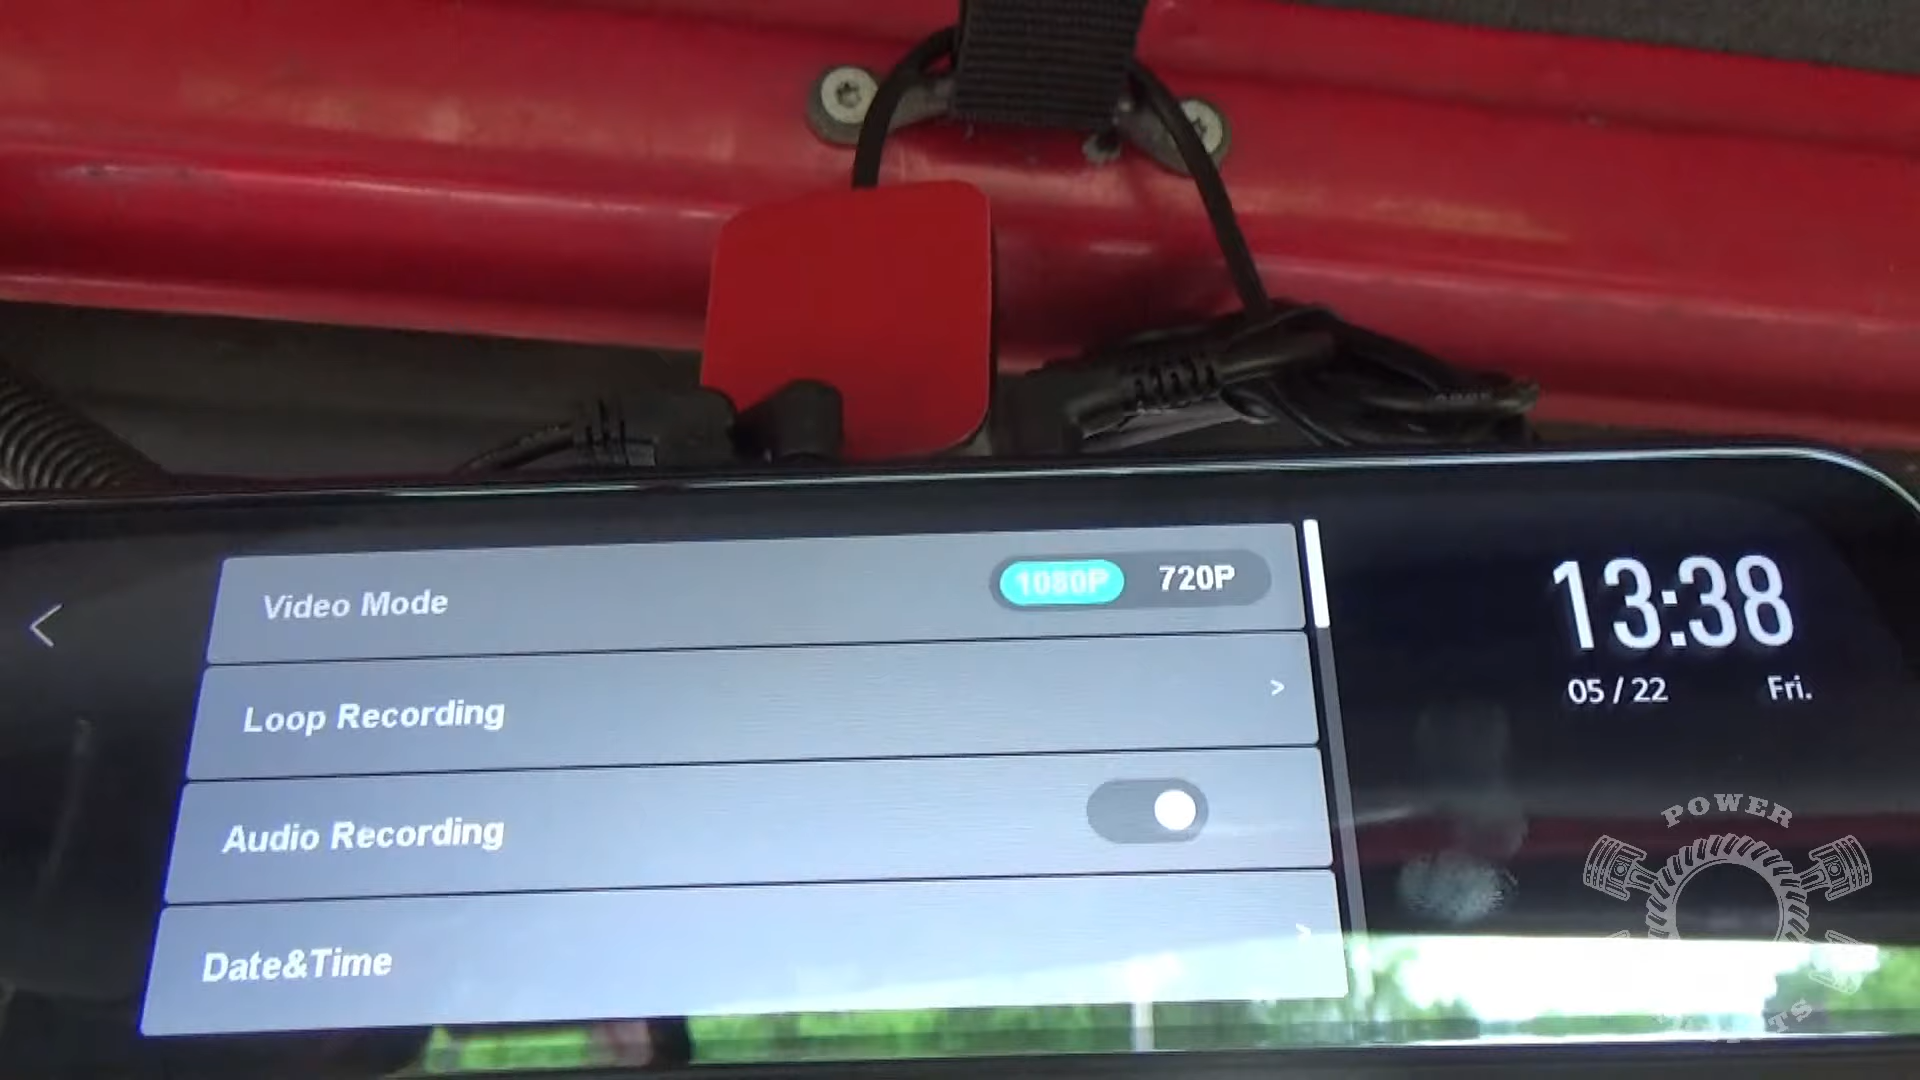 Video Mode 1080P 720P
Loop Recording >
Audio Recording
Date&Time >
13:38
05 / 22 Fri.
POWER